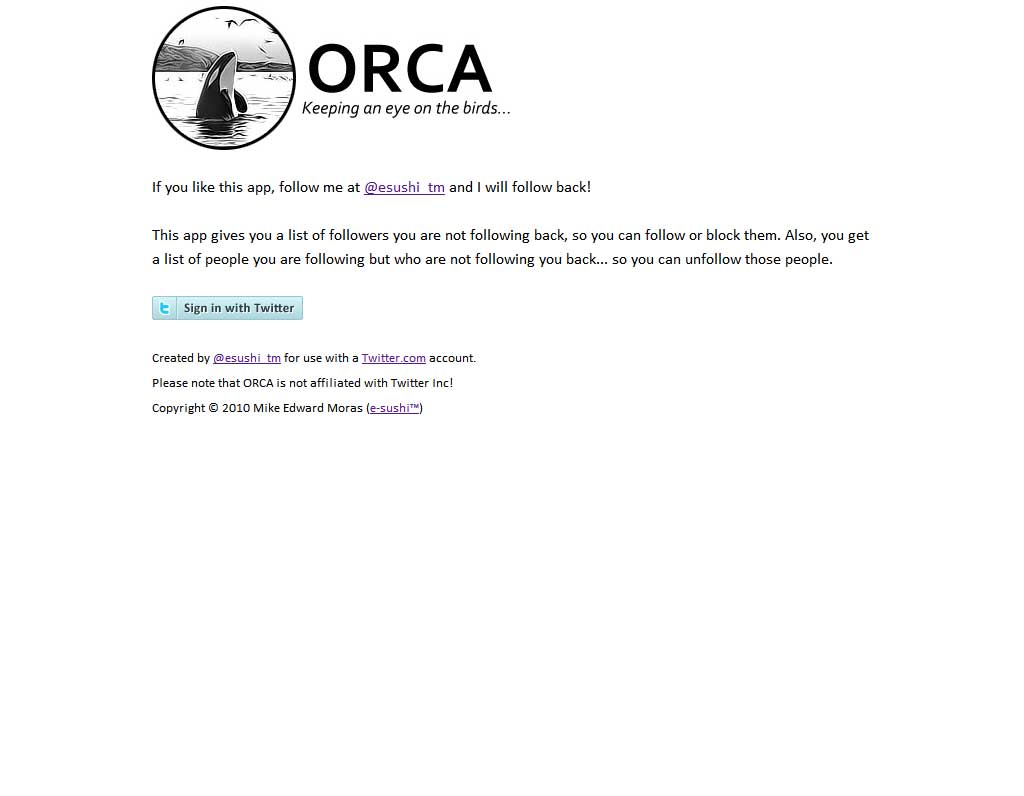 ORCA
Keeping an eye on the birds...
If you like this app, follow me at @esushi_tm and I will follow back!
This app gives you a list of followers you are not following back, so you can follow or block them. Also, you get
a list of people you are following but who are not following you back... so you can unfollow those people.
Sign in with Twitter
Created by @esushi_tm for use with a Twitter.com account.
Please note that ORCA is not affiliated with Twitter Inc!
Copyright © 2010 Mike Edward Moras (e-sushi™)